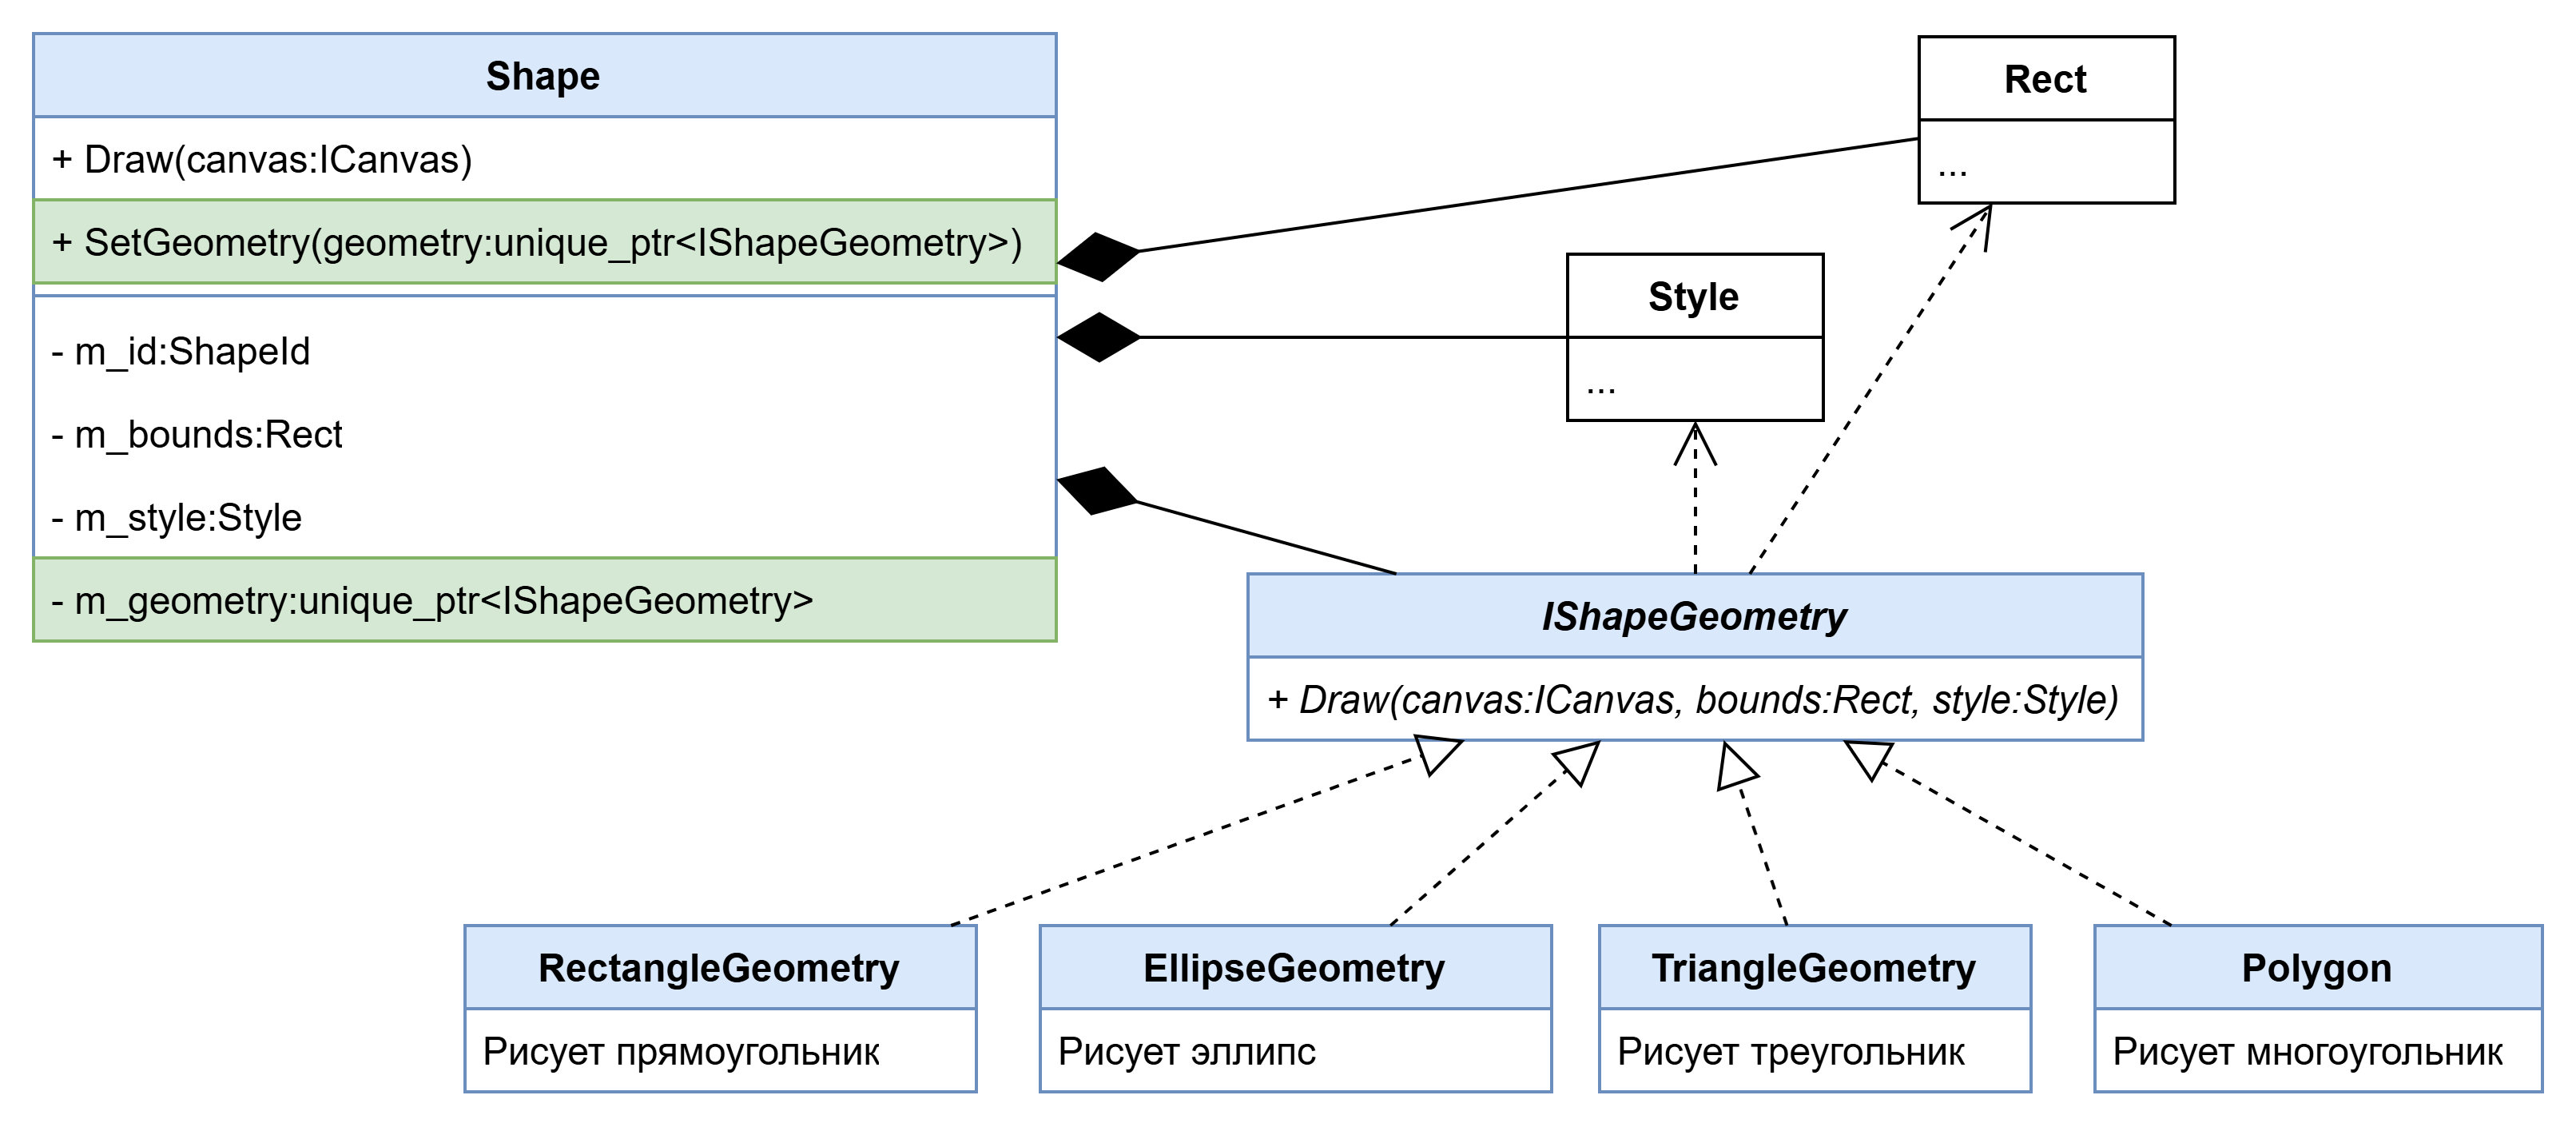 Shape
+ Draw(canvas:ICanvas)
+ SetGeometry(geometry:unique_ptr<IShapeGeometry>)
- m_id:ShapeId
- m_bounds:Rect
- m_style:Style
- m_geometry:unique_ptr<IShapeGeometry>
Rect
...
Style
...
IShapeGeometry
+ Draw(canvas:ICanvas, bounds:Rect, style:Style)
RectangleGeometry
Рисует прямоугольник
EllipseGeometry
Рисует эллипс
TriangleGeometry
Рисует треугольник
Polygon
Рисует многоугольник